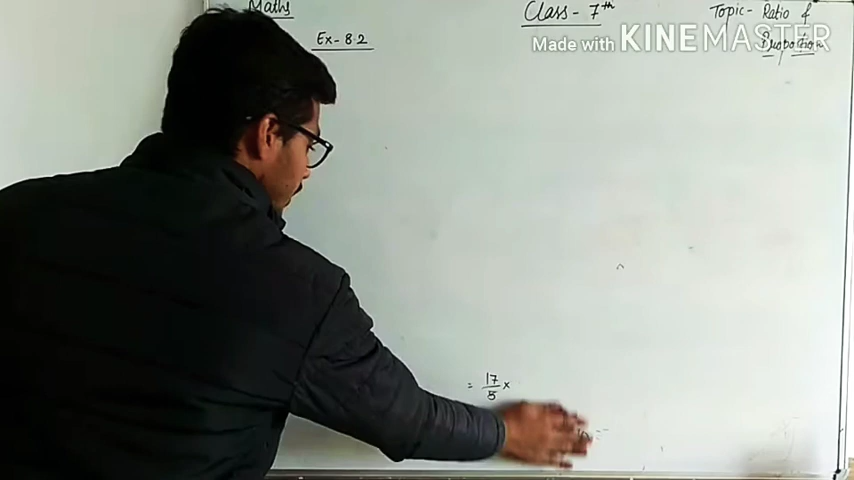 Maths
Class - 7th
Topic - Ratio &
Proportion
Ex - 8.2
Made with KINEMASTER
= 17/5 ×